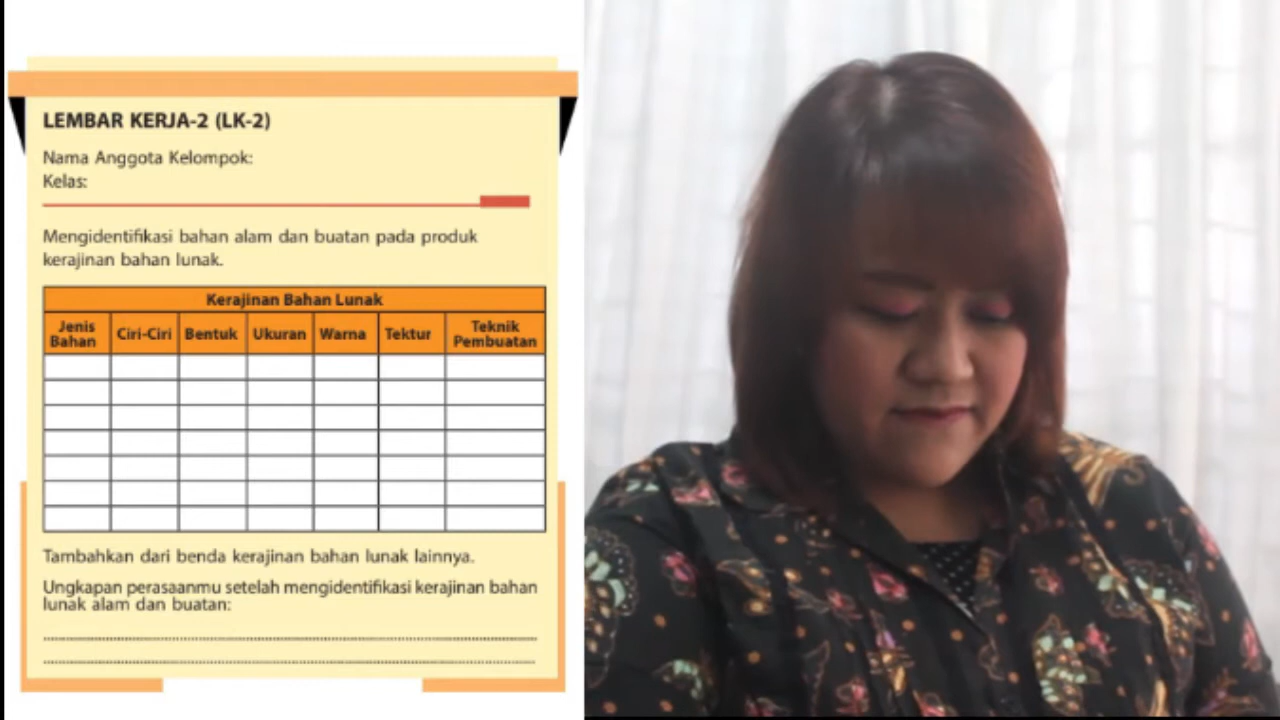 LEMBAR KERJA-2 (LK-2)
Nama Anggota Kelompok:
Kelas:
Mengidentifikasi bahan alam dan buatan pada produk
kerajinan bahan lunak.
Kerajinan Bahan Lunak
Jenis Bahan Ciri-Ciri Bentuk Ukuran Warna Tektur Teknik Pembuatan
Tambahkan dari benda kerajinan bahan lunak lainnya.
Ungkapan perasaanmu setelah mengidentifikasi kerajinan bahan
lunak alam dan buatan: